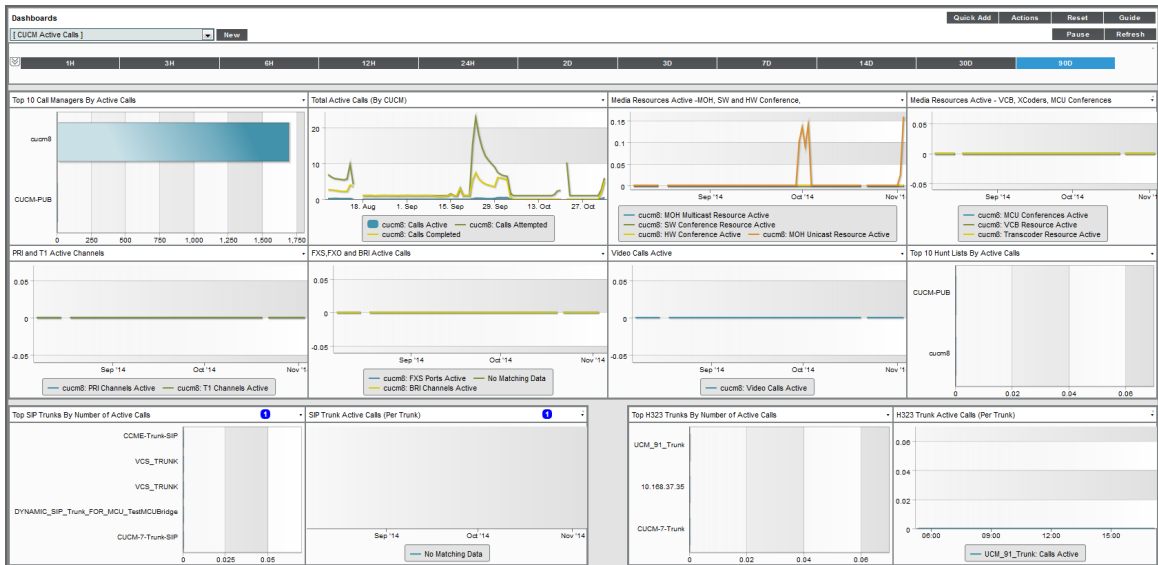 Dashboards
Quick Add Actions Reset Guide
[ CUCM Active Calls ] New Pause Refresh
1H 3H 6H 12H 24H 2D 3D 7D 14D 30D 90D
Top 10 Call Managers By Active Calls
cucm8
CUCM-PUB
0 250 500 750 1,000 1,250 1,500 1,750
Total Active Calls (By CUCM)
20
10
0
18. Aug 1. Sep 15. Sep 29. Sep 13. Oct 27. Oct
cucm8: Calls Active cucm8: Calls Attempted
cucm8: Calls Completed
Media Resources Active -MOH, SW and HW Conference,
0.15
0.1
0.05
0
Sep '14 Oct '14 Nov '1
cucm8: MOH Multicast Resource Active
cucm8: SW Conference Resource Active
cucm8: HW Conference Active cucm8: MOH Unicast Resource Active
Media Resources Active - VCB, XCoders, MCU Conferences
0.05
0
-0.05
Sep '14 Oct '14 Nov '1
cucm8: MCU Conferences Active
cucm8: VCB Resource Active
cucm8: Transcoder Resource Active
PRI and T1 Active Channels
0.05
0
-0.05
Sep '14 Oct '14 Nov '1
cucm8: PRI Channels Active cucm8: T1 Channels Active
FXS,FXO and BRI Active Calls
0.05
0
-0.05
Sep '14 Oct '14 Nov '14
cucm8: FXS Ports Active No Matching Data
cucm8: BRI Channels Active
Video Calls Active
0.05
0
-0.05
Sep '14 Oct '14 Nov '1
cucm8: Video Calls Active
Top 10 Hunt Lists By Active Calls
CUCM-PUB
cucm8
0 0.02 0.04 0.06
Top SIP Trunks By Number of Active Calls 1
CCME-Trunk-SIP
VCS_TRUNK
VCS_TRUNK
DYNAMIC_SIP_Trunk_FOR_MCU_TestMCUBridge
CUCM-7-Trunk-SIP
0 0.025 0.05
SIP Trunk Active Calls (Per Trunk) 1
Sep '14 Oct '14 Nov '14
No Matching Data
Top H323 Trunks By Number of Active Calls
UCM_91_Trunk
10.168.37.35
CUCM-7-Trunk
0 0.02 0.04 0.06
H323 Trunk Active Calls (Per Trunk)
0.06
0.04
0.02
0
06:00 09:00 12:00 15:00
UCM_91_Trunk: Calls Active